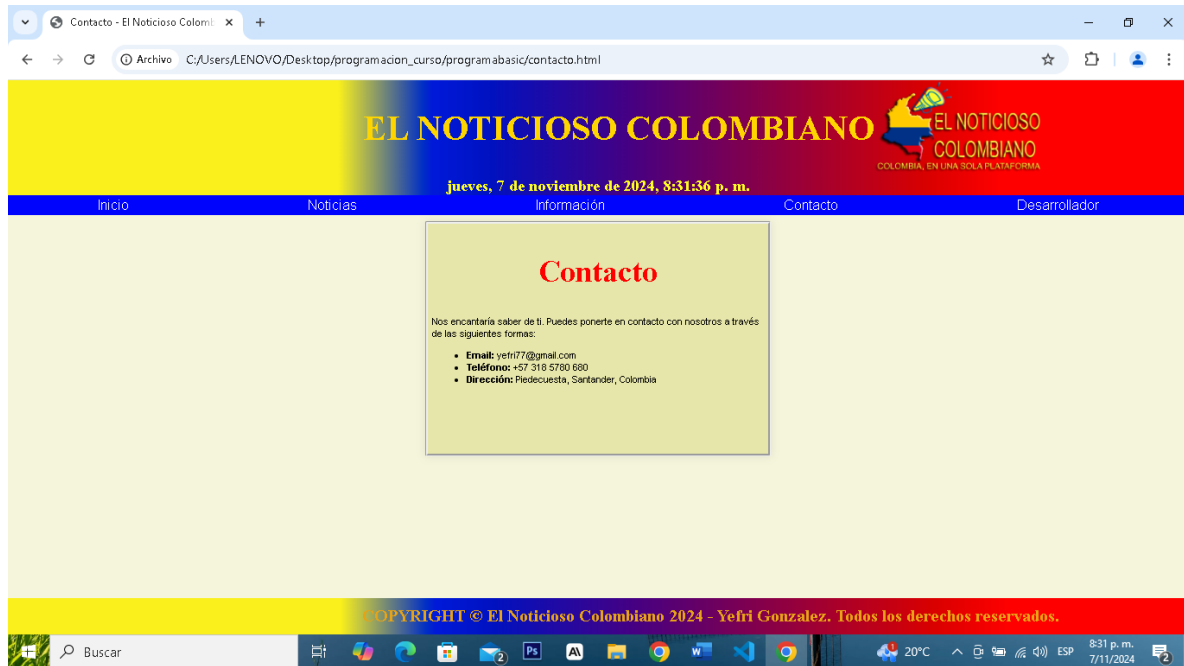 Contacto - El Noticioso Colomb
Archivo C:/Users/LENOVO/Desktop/programacion_curso/programabasic/contacto.html
EL NOTICIOSO COLOMBIANO
EL NOTICIOSO
COLOMBIANO
COLOMBIA, EN UNA SOLA PLATAFORMA
jueves, 7 de noviembre de 2024, 8:31:36 p. m.
Inicio Noticias Información Contacto Desarrollador
Contacto
Nos encantaría saber de ti. Puedes ponerte en contacto con nosotros a través
de las siguientes formas:
Email: yefri77@gmail.com
Teléfono: +57 318 5780 680
Dirección: Piedecuesta, Santander, Colombia
COPYRIGHT © El Noticioso Colombiano 2024 - Yefri Gonzalez. Todos los derechos reservados.
Buscar
2
Ps
W
20°C
ESP
8:31 p. m.
7/11/2024
2